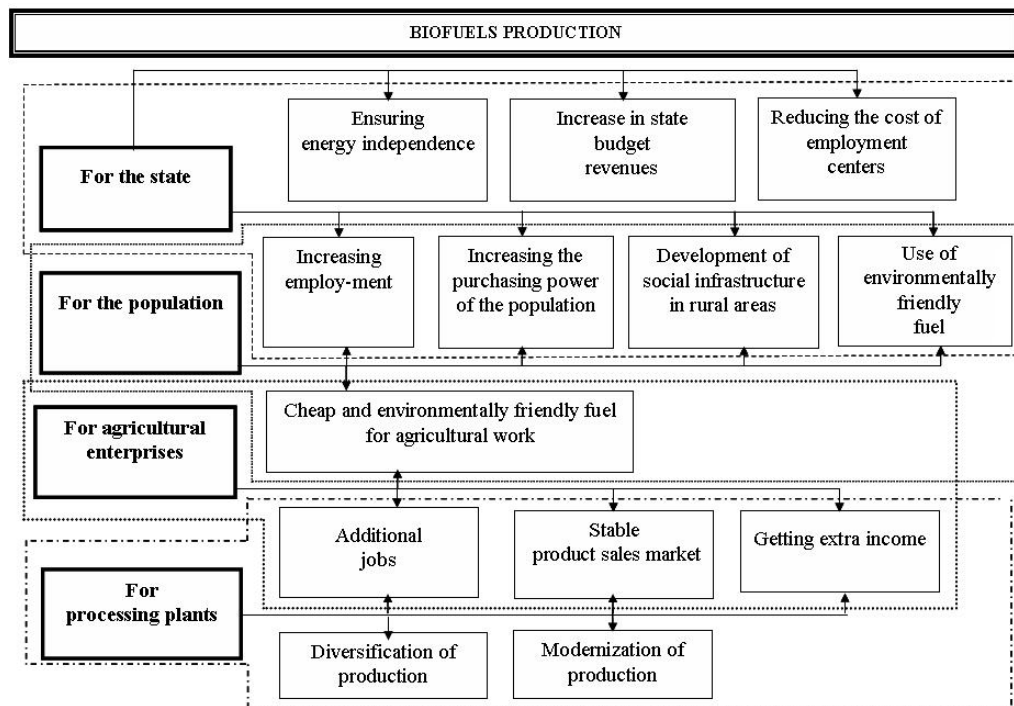 BIOFUELS PRODUCTION
Ensuring
energy independence
Increase in state
budget
revenues
Reducing the cost of
employment
centers
For the state
Increasing
employ-ment
Increasing the
purchasing power
of the population
Development of
social infrastructure
in rural areas
Use of
environmentally
friendly
fuel
For the population
Cheap and environmentally friendly fuel
for agricultural work
For agricultural
enterprises
Additional
jobs
Stable
product sales market
Getting extra income
For
processing plants
Diversification of
production
Modernization of
production